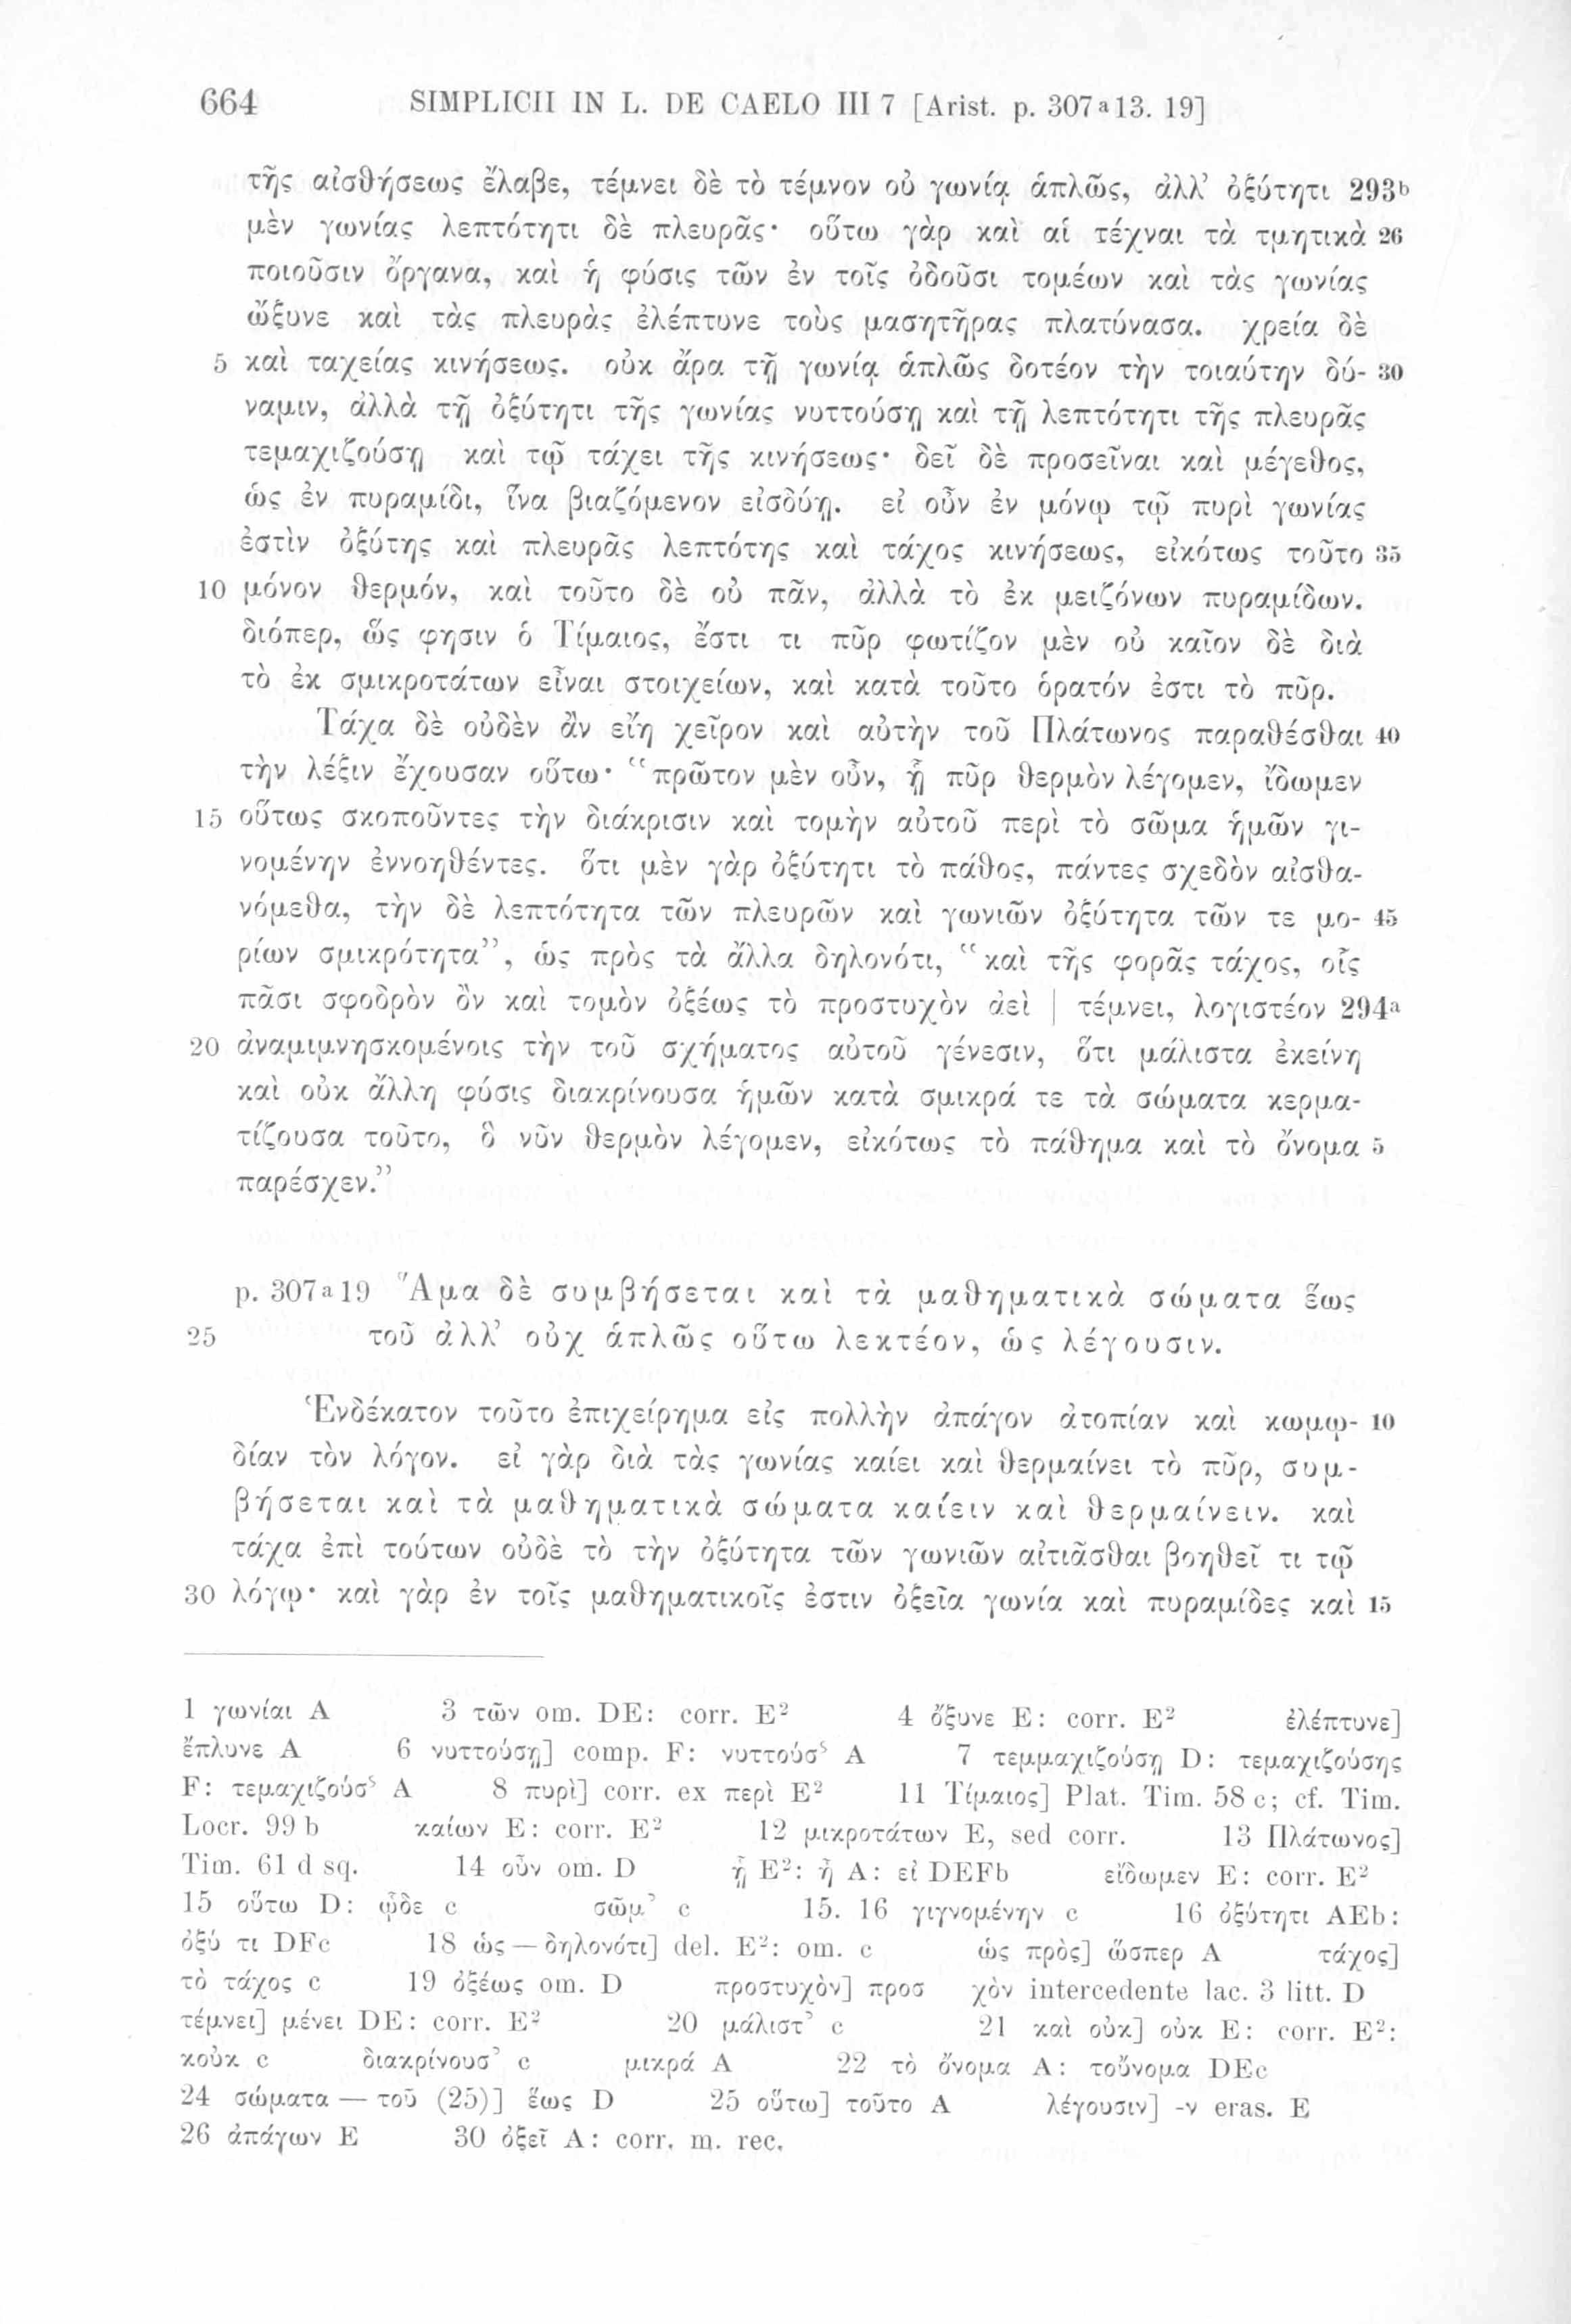 664 SIMPLICII IN L. DE CAELO III 7 [Arist. p. 307ᵃ13. 19]
τῆς αἰσθήσεως ἔλαβε, τέμνει δὲ τὸ τέμνον οὐ γωνίᾳ ἁπλῶς, ἀλλ’ ὀξύτητι 293ᵇ
μὲν γωνίας λεπτότητι δὲ πλευρᾶς· οὕτω γὰρ καὶ αἱ τέχναι τὰ τμητικὰ 26
ποιοῦσιν ὄργανα, καὶ ἡ φύσις τῶν ἐν τοῖς ὀδοῦσι τομέων καὶ τὰς γωνίας
ὤξυνε καὶ τὰς πλευρὰς ἐλέπτυνε τοὺς μασητῆρας πλατύνασα. χρεία δὲ
5 καὶ ταχείας κινήσεως. οὐκ ἄρα τῇ γωνίᾳ ἁπλῶς δοτέον τὴν τοιαύτην δύ- 30
ναμιν, ἀλλὰ τῇ ὀξύτητι τῆς γωνίας νυττούσῃ καὶ τῇ λεπτότητι τῆς πλευρᾶς
τεμαχιζούσῃ καὶ τῷ τάχει τῆς κινήσεως· δεῖ δὲ προσεῖναι καὶ μέγεθος,
ὡς ἐν πυραμίδι, ἵνα βιαζόμενον εἰσδύῃ. εἰ οὖν ἐν μόνῳ τῷ πυρὶ γωνίας
ἐστὶν ὀξύτης καὶ πλευρᾶς λεπτότης καὶ τάχος κινήσεως, εἰκότως τοῦτο 35
10 μόνον θερμόν, καὶ τοῦτο δὲ οὐ πᾶν, ἀλλὰ τὸ ἐκ μειζόνων πυραμίδων.
διόπερ, ὥς φησιν ὁ Τίμαιος, ἔστι τι πῦρ φωτίζον μὲν οὐ καῖον δὲ διὰ
τὸ ἐκ σμικροτάτων εἶναι στοιχείων, καὶ κατὰ τοῦτο ὁρατόν ἐστι τὸ πῦρ.
Τάχα δὲ οὐδὲν ἂν εἴη χεῖρον καὶ αὐτὴν τοῦ Πλάτωνος παραθέσθαι 40
τὴν λέξιν ἔχουσαν οὕτω· “πρῶτον μὲν οὖν, ᾗ πῦρ θερμὸν λέγομεν, ἴδωμεν
15 οὕτως σκοποῦντες τὴν διάκρισιν καὶ τομὴν αὐτοῦ περὶ τὸ σῶμα ἡμῶν γι-
νομένην ἐννοηθέντες. ὅτι μὲν γὰρ ὀξύτητι τὸ πάθος, πάντες σχεδὸν αἰσθα-
νόμεθα, τὴν δὲ λεπτότητα τῶν πλευρῶν καὶ γωνιῶν ὀξύτητα τῶν τε μο- 45
ρίων σμικρότητα”, ὡς πρὸς τὰ ἄλλα δηλονότι, “καὶ τῆς φορᾶς τάχος, οἷς
πᾶσι σφοδρὸν ὂν καὶ τομὸν ὀξέως τὸ προστυχὸν ἀεὶ | τέμνει, λογιστέον 294ᵃ
20 ἀναμιμνησκομένοις τὴν τοῦ σχήματος αὐτοῦ γένεσιν, ὅτι μάλιστα ἐκείνη
καὶ οὐκ ἄλλη φύσις διακρίνουσα ἡμῶν κατὰ σμικρά τε τὰ σώματα κερμα-
τίζουσα τοῦτο, ὃ νῦν θερμὸν λέγομεν, εἰκότως τὸ πάθημα καὶ τὸ ὄνομα 5
παρέσχεν.”
p. 307ᵃ19 Ἅμα δὲ συμβήσεται καὶ τὰ μαθηματικὰ σώματα ἕως
25 τοῦ ἀλλ’ οὐχ ἁπλῶς οὕτω λεκτέον, ὡς λέγουσιν.
Ἑνδέκατον τοῦτο ἐπιχείρημα εἰς πολλὴν ἀπάγον ἀτοπίαν καὶ κωμῳ- 10
δίαν τὸν λόγον. εἰ γὰρ διὰ τὰς γωνίας καίει καὶ θερμαίνει τὸ πῦρ, συμ-
βήσεται καὶ τὰ μαθηματικὰ σώματα καίειν καὶ θερμαίνειν. καὶ
τάχα ἐπὶ τούτων οὐδὲ τὸ τὴν ὀξύτητα τῶν γωνιῶν αἰτιᾶσθαι βοηθεῖ τι τῷ
30 λόγῳ· καὶ γὰρ ἐν τοῖς μαθηματικοῖς ἐστιν ὀξεῖα γωνία καὶ πυραμίδες καὶ 15
1 γωνίαι A 3 τῶν om. DE: corr. E² 4 ὄξυνε E: corr. E² ἐλέπτυνε]
ἔπλυνε A 6 νυττούσῃ] comp. F: νυττούσˢ A 7 τεμμαχιζούσῃ D: τεμαχιζούσης
F: τεμαχιζούσˢ A 8 πυρὶ] corr. ex περὶ E² 11 Τίμαιος] Plat. Tim. 58 c; cf. Tim.
Locr. 99 b καίων E: corr. E² 12 μικροτάτων E, sed corr. 13 Πλάτωνος]
Tim. 61 d sq. 14 οὖν om. D ᾗ E²: ἡ A: εἰ DEFb εἴδωμεν E: corr. E²
15 οὕτω D: ὧδε c σῶμ’ c 15. 16 γιγνομένην c 16 ὀξύτητι AEb:
ὀξύ τι DFc 18 ὡς — δηλονότι] del. E²: om. c ὡς πρὸς] ὥσπερ A τάχος]
τὸ τάχος c 19 ὀξέως om. D προστυχὸν] προσ χὸν intercedente lac. 3 litt. D
τέμνει] μένει DE: corr. E² 20 μάλιστ’ c 21 καὶ οὐκ] οὐκ E: corr. E²:
κοὐκ c διακρίνουσ’ c μικρά A 22 τὸ ὄνομα A: τοὔνομα DEc
24 σώματα — τοῦ (25)] ἕως D 25 οὕτω] τοῦτο A λέγουσιν] -ν eras. E
26 ἀπάγων E 30 ὀξεῖ A: corr. m. rec.